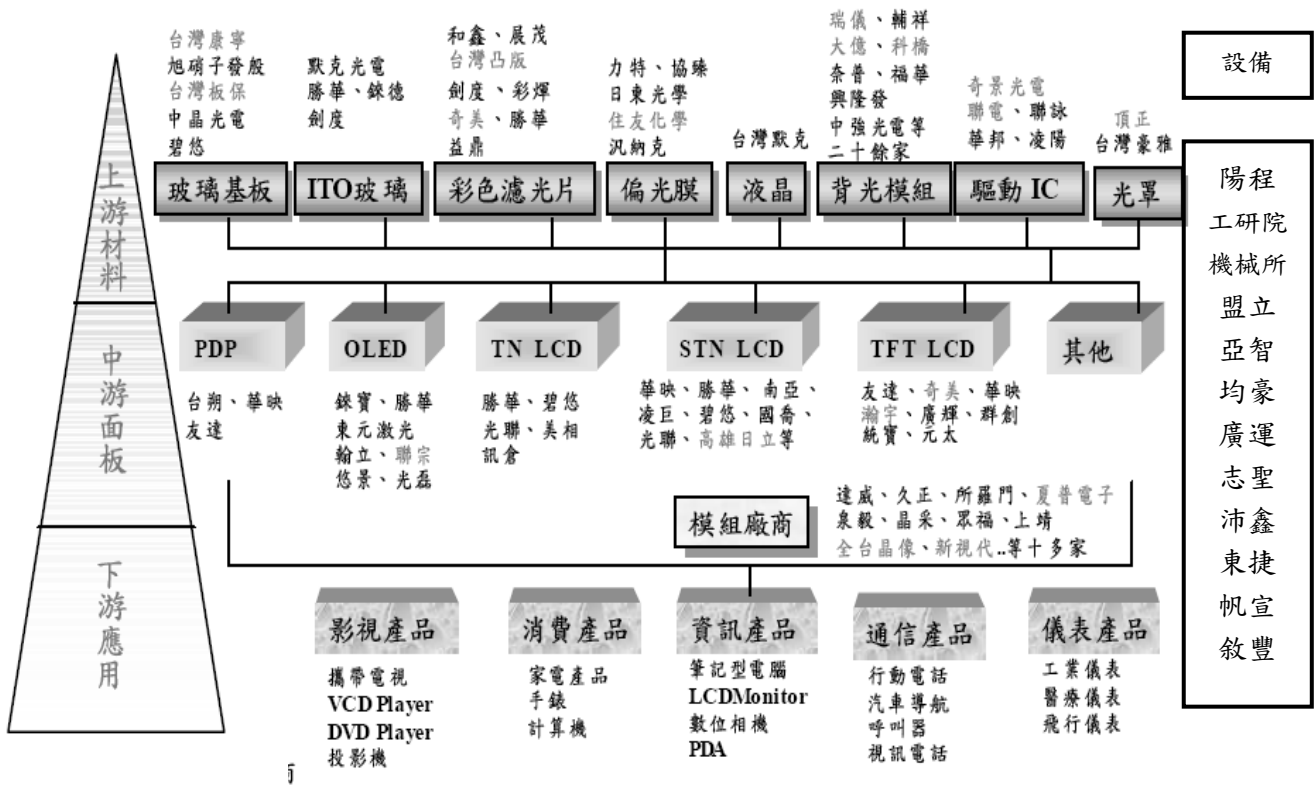 台灣康寧
旭硝子發殷
台灣板保
中晶光電
碧悠
玻璃基板
默克光電
勝華、錸德
劍度
ITO玻璃
和鑫、展茂
台灣凸版
劍度、彩煇
奇美、勝華
益鼎
彩色濾光片
力特、協臻
日東光學
住友化學
汎納克
偏光膜
台灣默克
液晶
瑞儀、輔祥
大億、科橋
奈普、福華
興隆發
中強光電等
二十餘家
背光模組
奇景光電
聯電、聯詠
華邦、凌陽
驅動 IC
頂正
台灣豪雅
光罩
設備
陽程
工研院
機械所
盟立
亞智
均豪
廣運
志聖
沛鑫
東捷
帆宣
敘豐
上游材料
中游面板
下游應用
PDP
台朔、華映
友達
OLED
錸寶、勝華
東元激光
翰立、聯宗
悠景、光磊
TN LCD
勝華、碧悠
光聯、美相
訊倉
STN LCD
華映、勝華、南亞、
凌巨、碧悠、國喬、
光聯、高雄日立等
TFT LCD
友達、奇美、華映
瀚宇、廣輝、群創
統寶、元太
其他
模組廠商
達威、久正、所羅門、夏普電子
泉毅、晶采、眾福、上靖
全台晶像、新視代..等十多家
影視產品
攜帶電視
VCD Player
DVD Player
投影機
消費產品
家電產品
手錶
計算機
資訊產品
筆記型電腦
LCDMonitor
數位相機
PDA
通信產品
行動電話
汽車導航
呼叫器
視訊電話
儀表產品
工業儀表
醫療儀表
飛行儀表